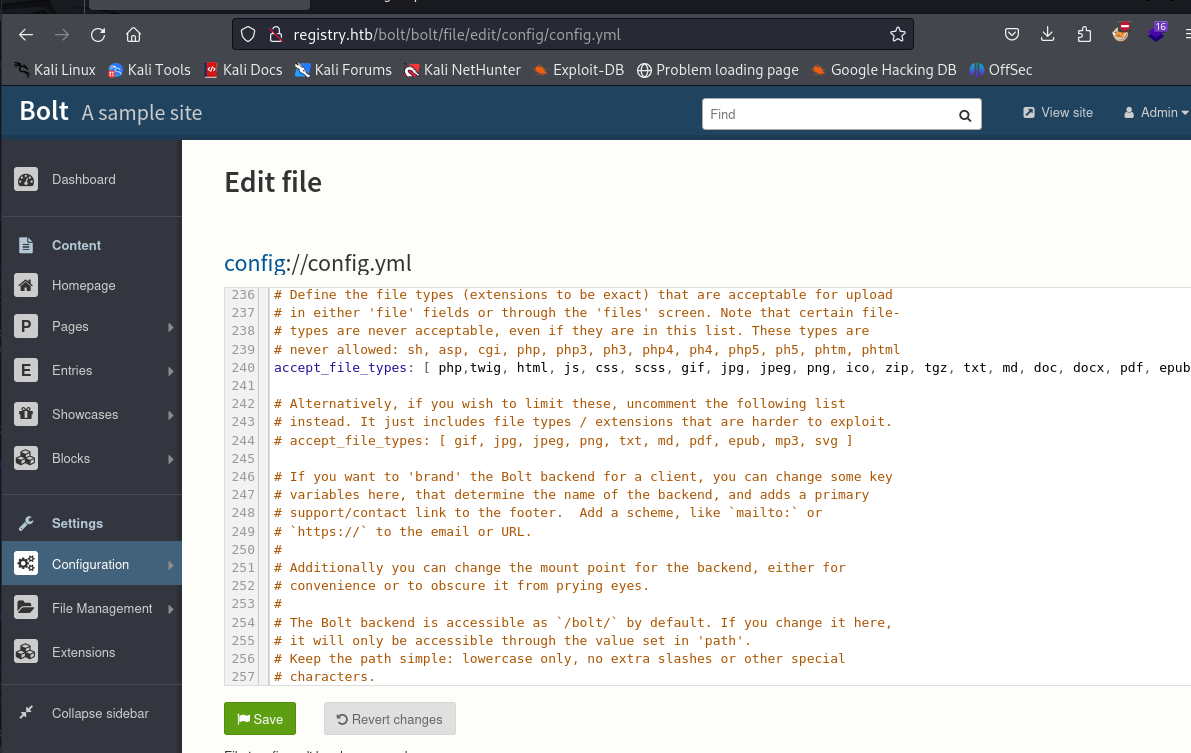 registry.htb/bolt/bolt/file/edit/config/config.yml
16
Kali Linux
Kali Tools
Kali Docs
Kali Forums
Kali NetHunter
Exploit-DB
Problem loading page
Google Hacking DB
OffSec
Bolt A sample site
Find
View site
Admin
Dashboard
Content
Homepage
P Pages
E Entries
Showcases
Blocks
Settings
Configuration
File Management
Extensions
Collapse sidebar
Edit file
config://config.yml
236 # Define the file types (extensions to be exact) that are acceptable for upload
237 # in either 'file' fields or through the 'files' screen. Note that certain file-
238 # types are never acceptable, even if they are in this list. These types are
239 # never allowed: sh, asp, cgi, php, php3, ph3, php4, ph4, php5, ph5, phtm, phtml
240 accept_file_types: [ php,twig, html, js, css, scss, gif, jpg, jpeg, png, ico, zip, tgz, txt, md, doc, docx, pdf, epub
241
242 # Alternatively, if you wish to limit these, uncomment the following list
243 # instead. It just includes file types / extensions that are harder to exploit.
244 # accept_file_types: [ gif, jpg, jpeg, png, txt, md, pdf, epub, mp3, svg ]
245
246 # If you want to 'brand' the Bolt backend for a client, you can change some key
247 # variables here, that determine the name of the backend, and adds a primary
248 # support/contact link to the footer.  Add a scheme, like `mailto:` or
249 # `https://` to the email or URL.
250 #
251 # Additionally you can change the mount point for the backend, either for
252 # convenience or to obscure it from prying eyes.
253 #
254 # The Bolt backend is accessible as `/bolt/` by default. If you change it here,
255 # it will only be accessible through the value set in 'path'.
256 # Keep the path simple: lowercase only, no extra slashes or other special
257 # characters.
Save
Revert changes